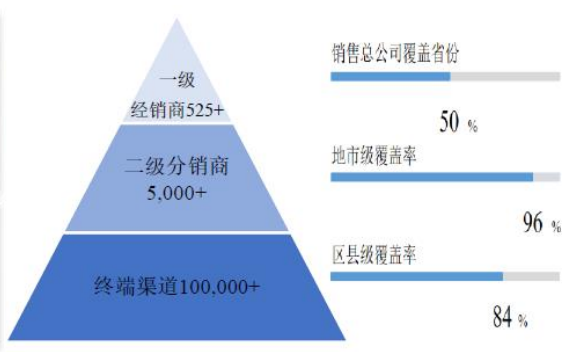 一级
经销商525+
二级分销商
5,000+
终端渠道100,000+
销售总公司覆盖省份
50 %
地市级覆盖率
96 %
区县级覆盖率
84 %